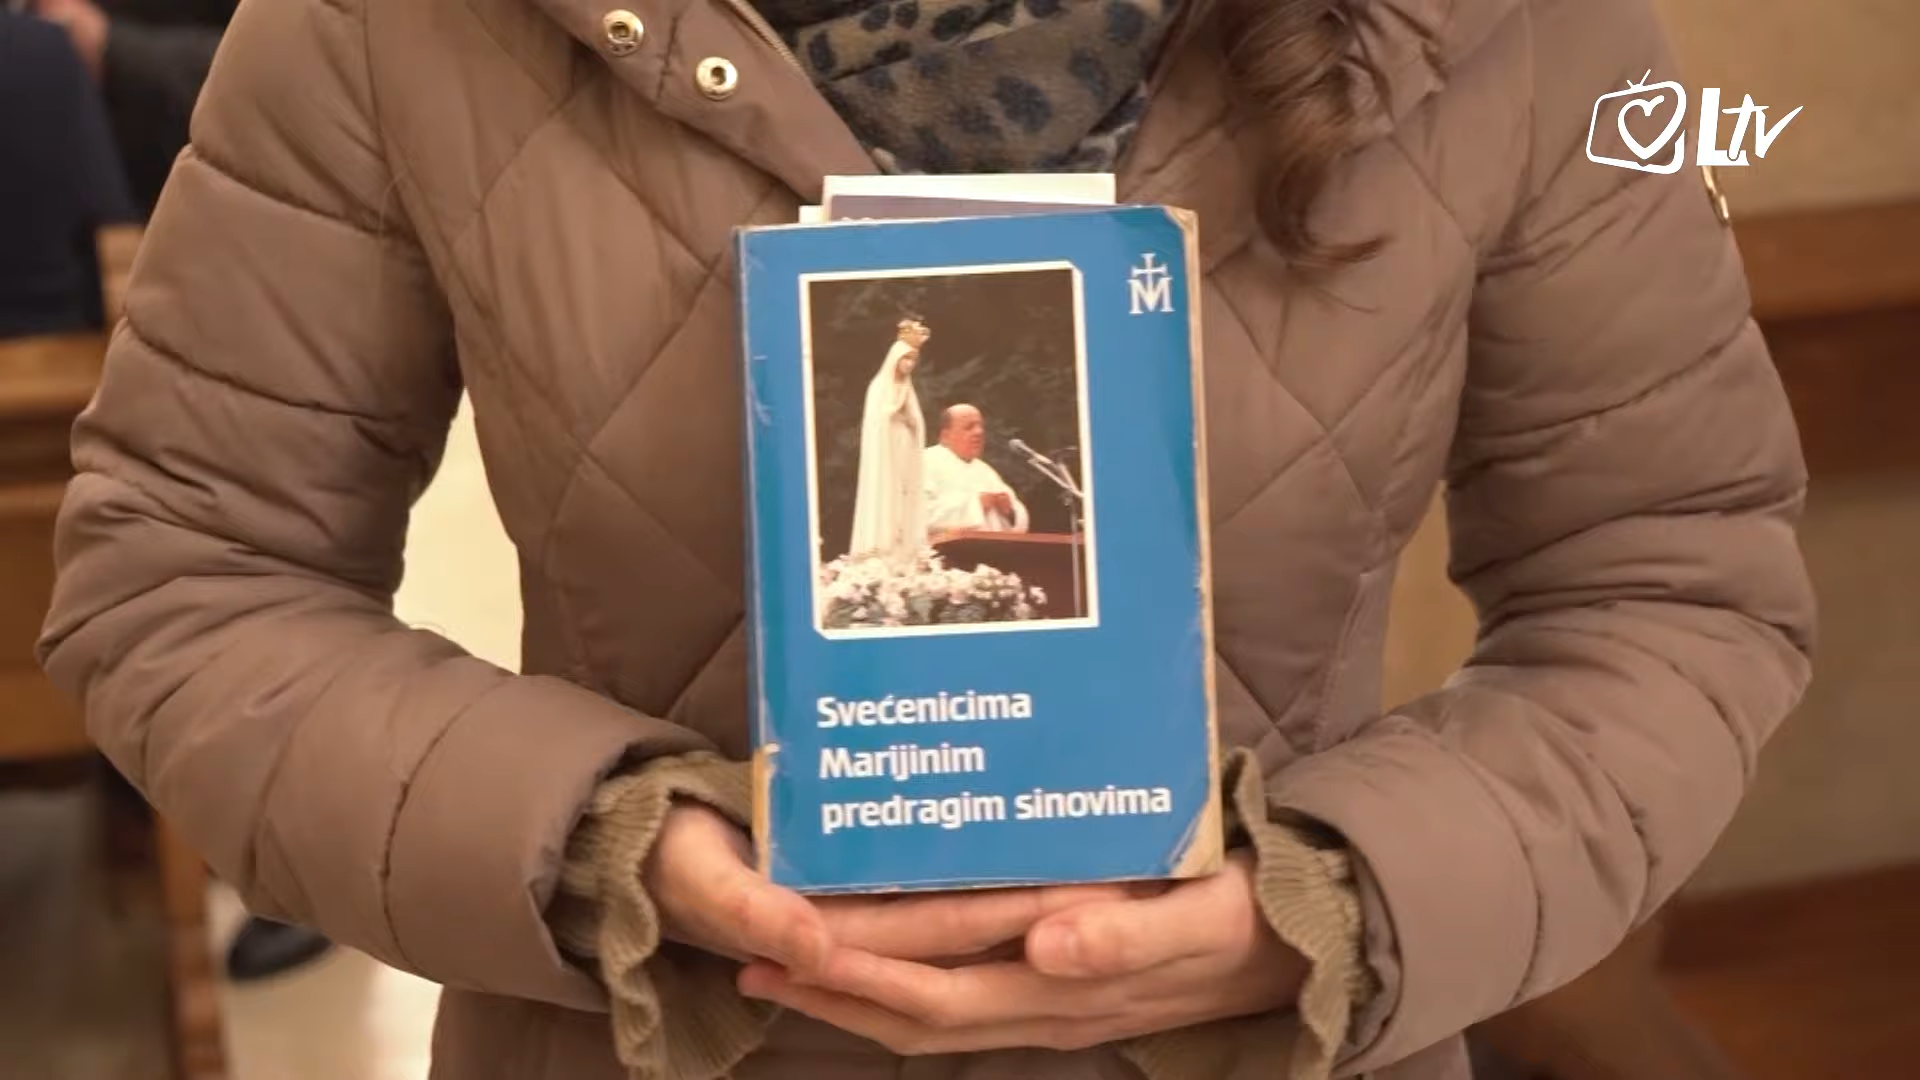 Ltv
M
Svećenicima
Marijinim
predragim sinovima